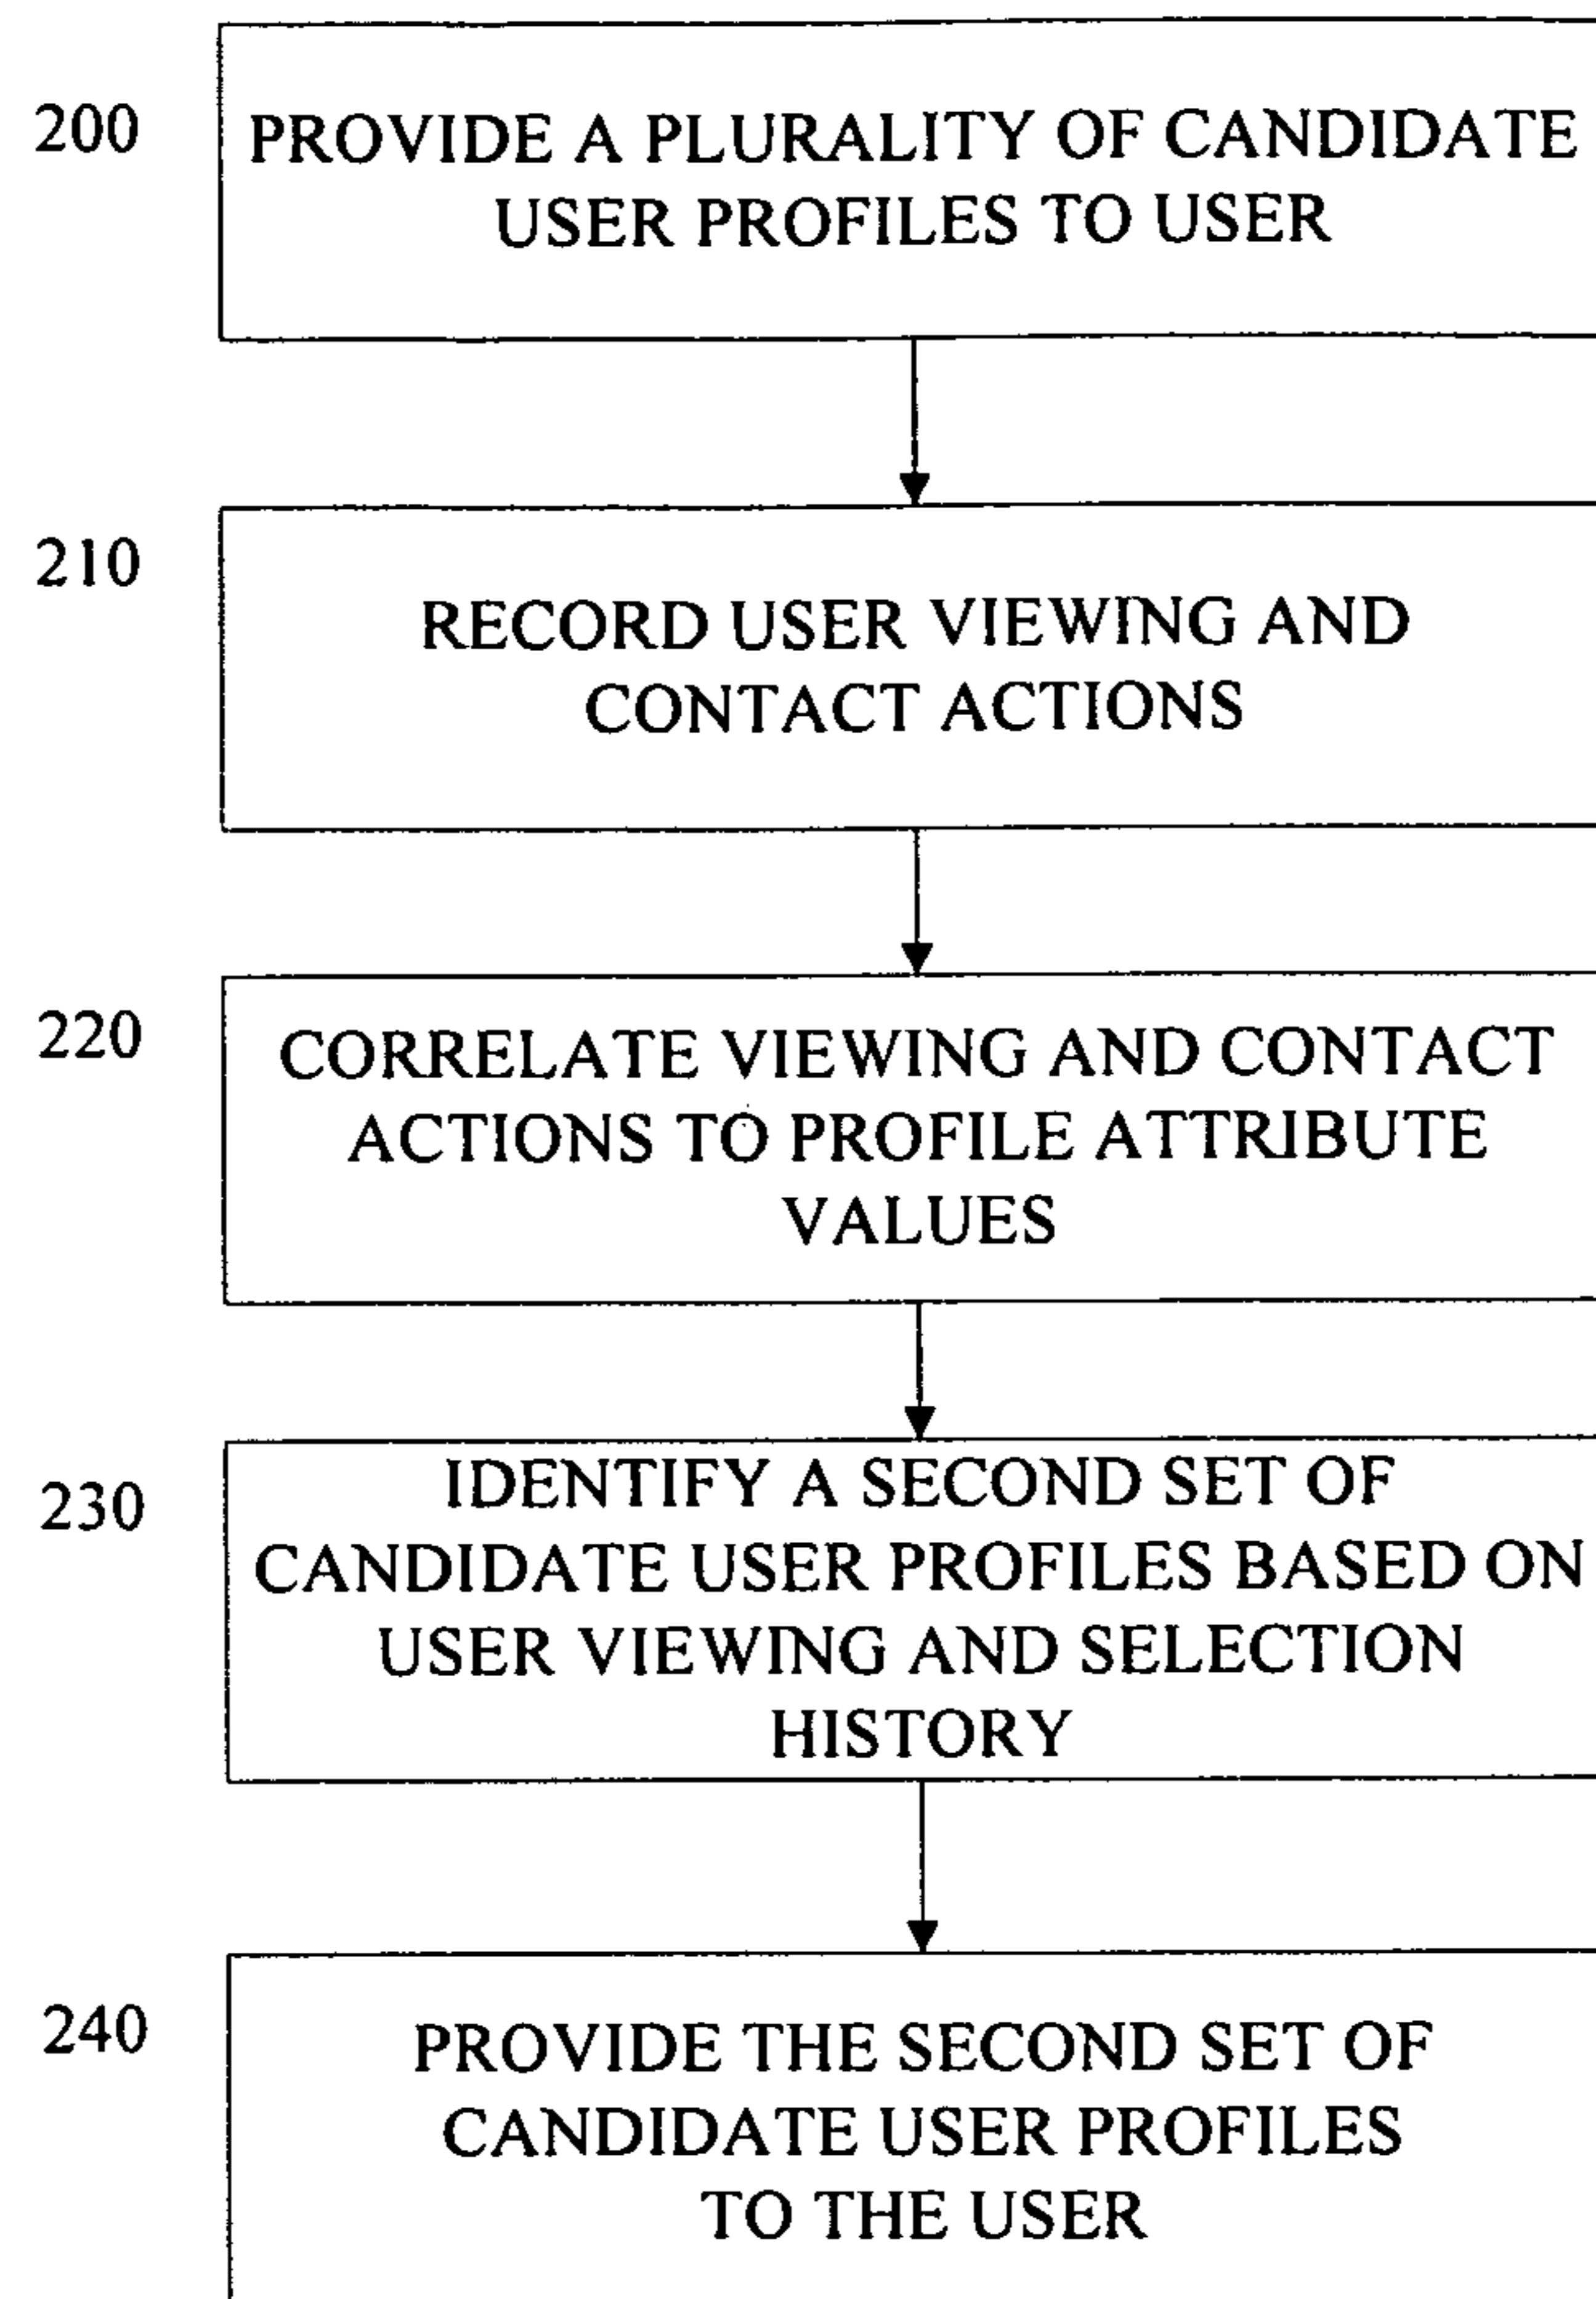 200
PROVIDE A PLURALITY OF CANDIDATE
USER PROFILES TO USER
210
RECORD USER VIEWING AND
CONTACT ACTIONS
220
CORRELATE VIEWING AND CONTACT
ACTIONS TO PROFILE ATTRIBUTE
VALUES
230
IDENTIFY A SECOND SET OF
CANDIDATE USER PROFILES BASED ON
USER VIEWING AND SELECTION
HISTORY
240
PROVIDE THE SECOND SET OF
CANDIDATE USER PROFILES
TO THE USER